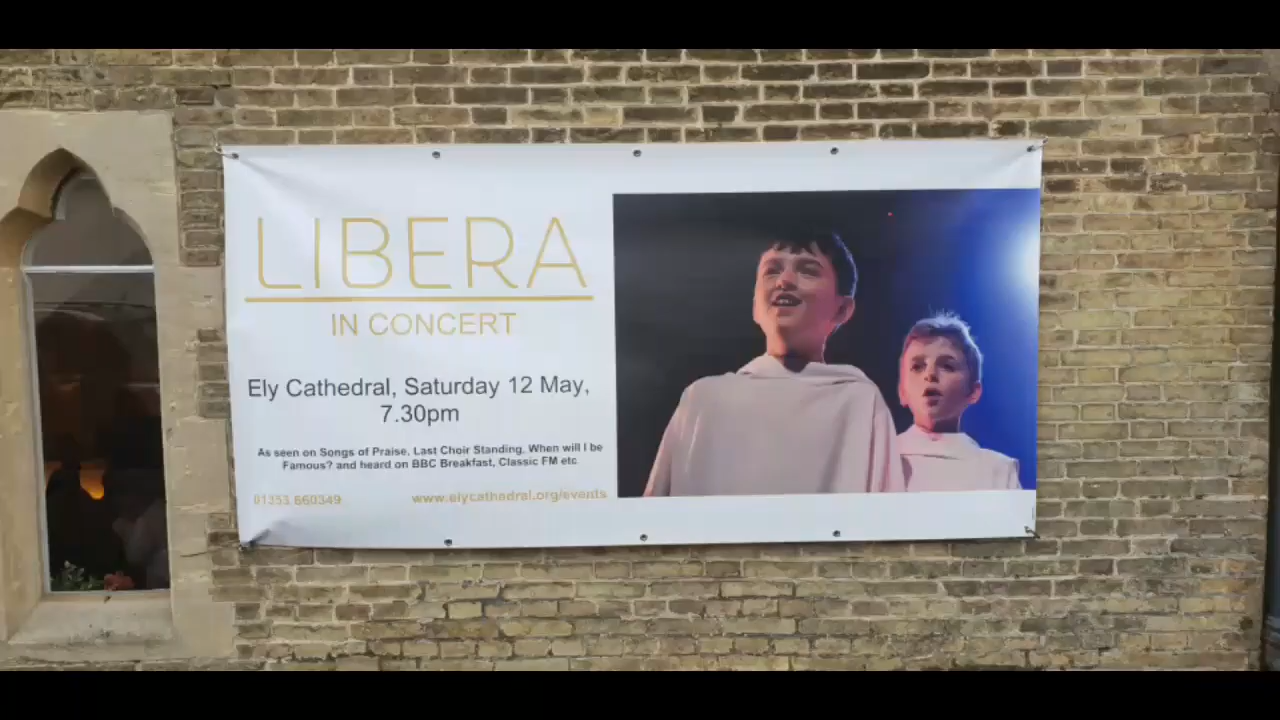 LIBERA
IN CONCERT
Ely Cathedral, Saturday 12 May,
7.30pm
As seen on Songs of Praise, Last Choir Standing, When will I be
Famous? and heard on BBC Breakfast, Classic FM etc
01353 660349
www.elycathedral.org/events